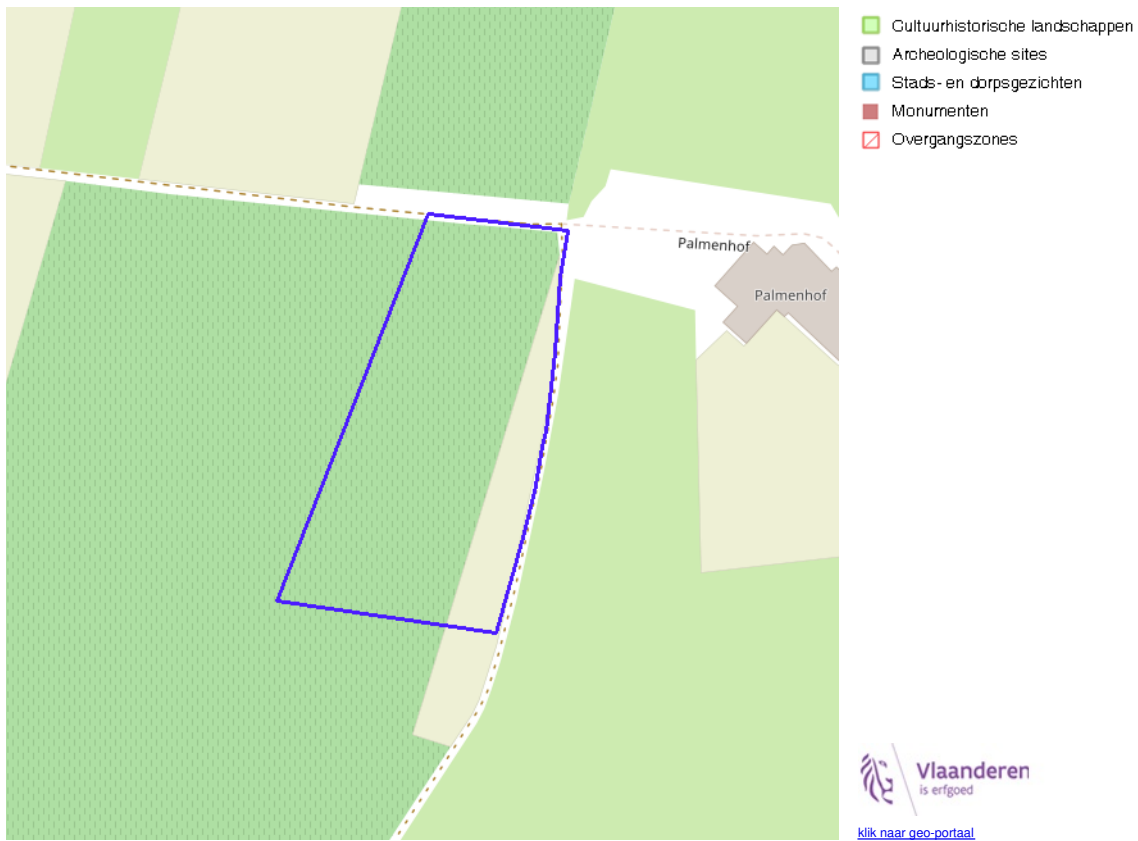 Cultuurhistorische landschappen
Archeologische sites
Stads- en dorpsgezichten
Monumenten
Overgangszones
Palmenhof
Palmenhof
Vlaanderen
is erfgoed
klik naar geo-portaal